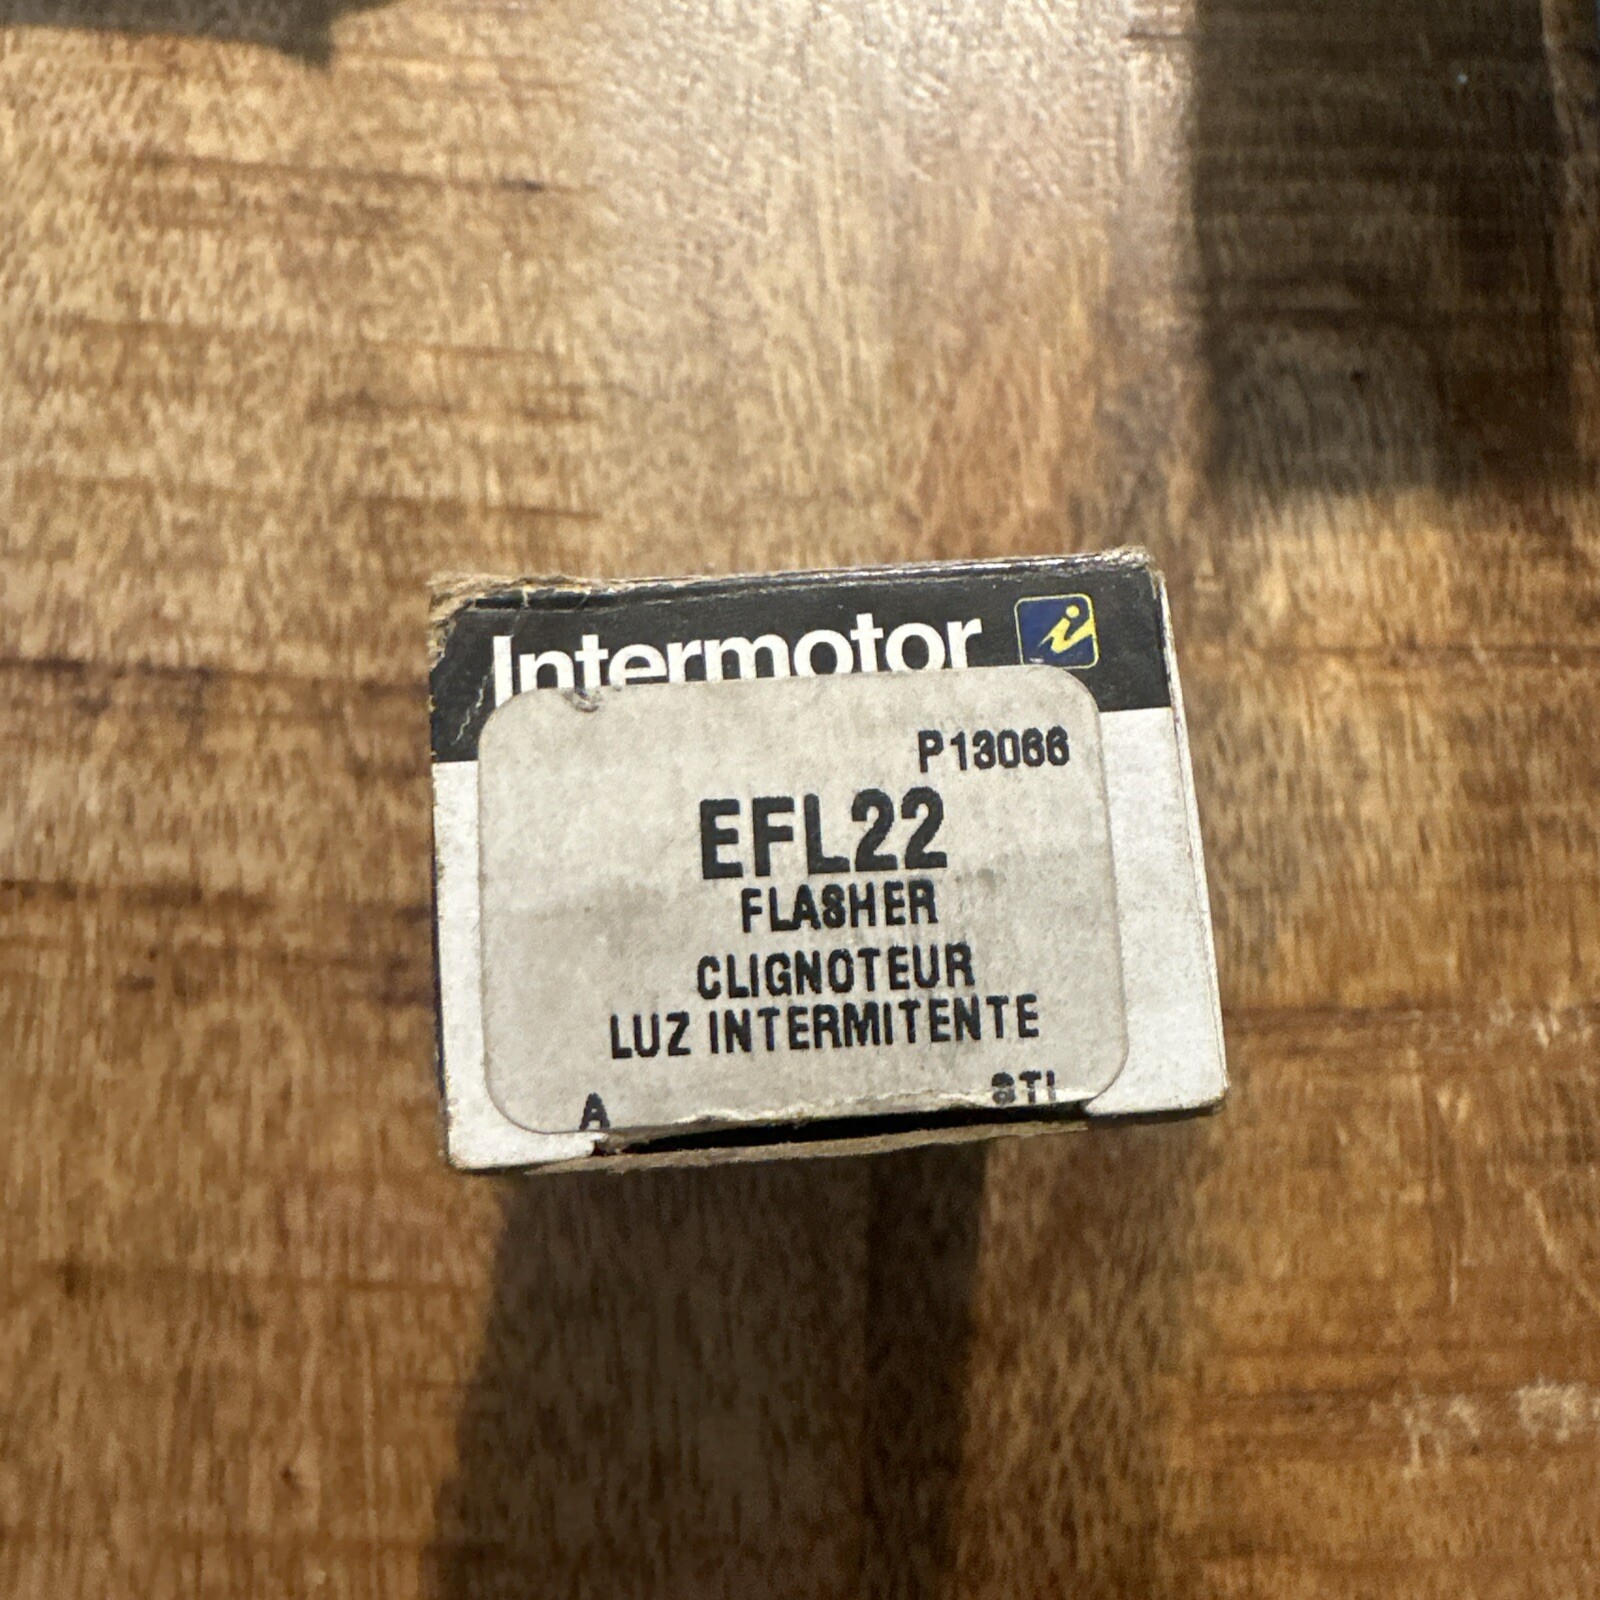 Intermotor
P13066
EFL22
FLASHER
CLIGNOTEUR
LUZ INTERMITENTE
A